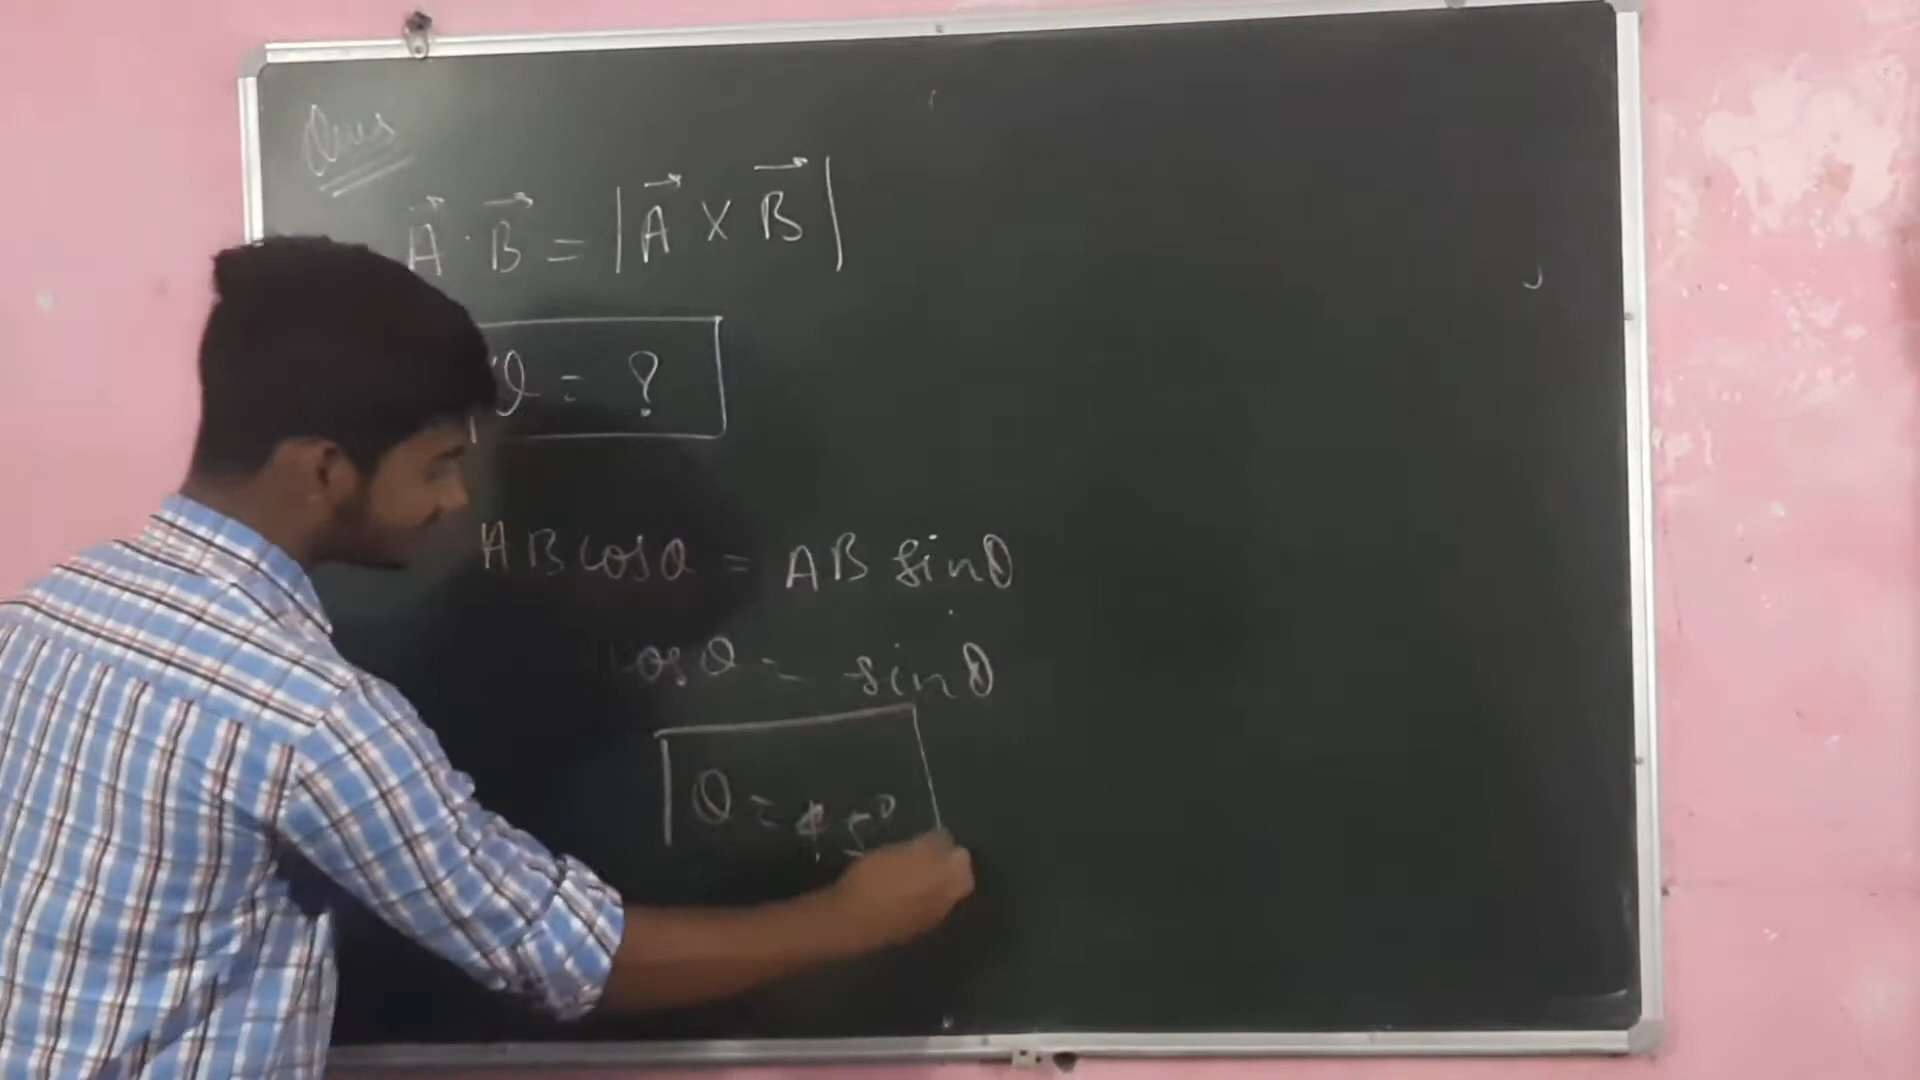 Ques
A⃗ · B⃗ = |A⃗ × B⃗|
θ = ?
AB cosθ = AB sinθ
cosθ = sinθ
θ = 45°